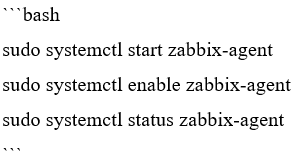 ```bash
sudo systemctl start zabbix-agent
sudo systemctl enable zabbix-agent
sudo systemctl status zabbix-agent
```